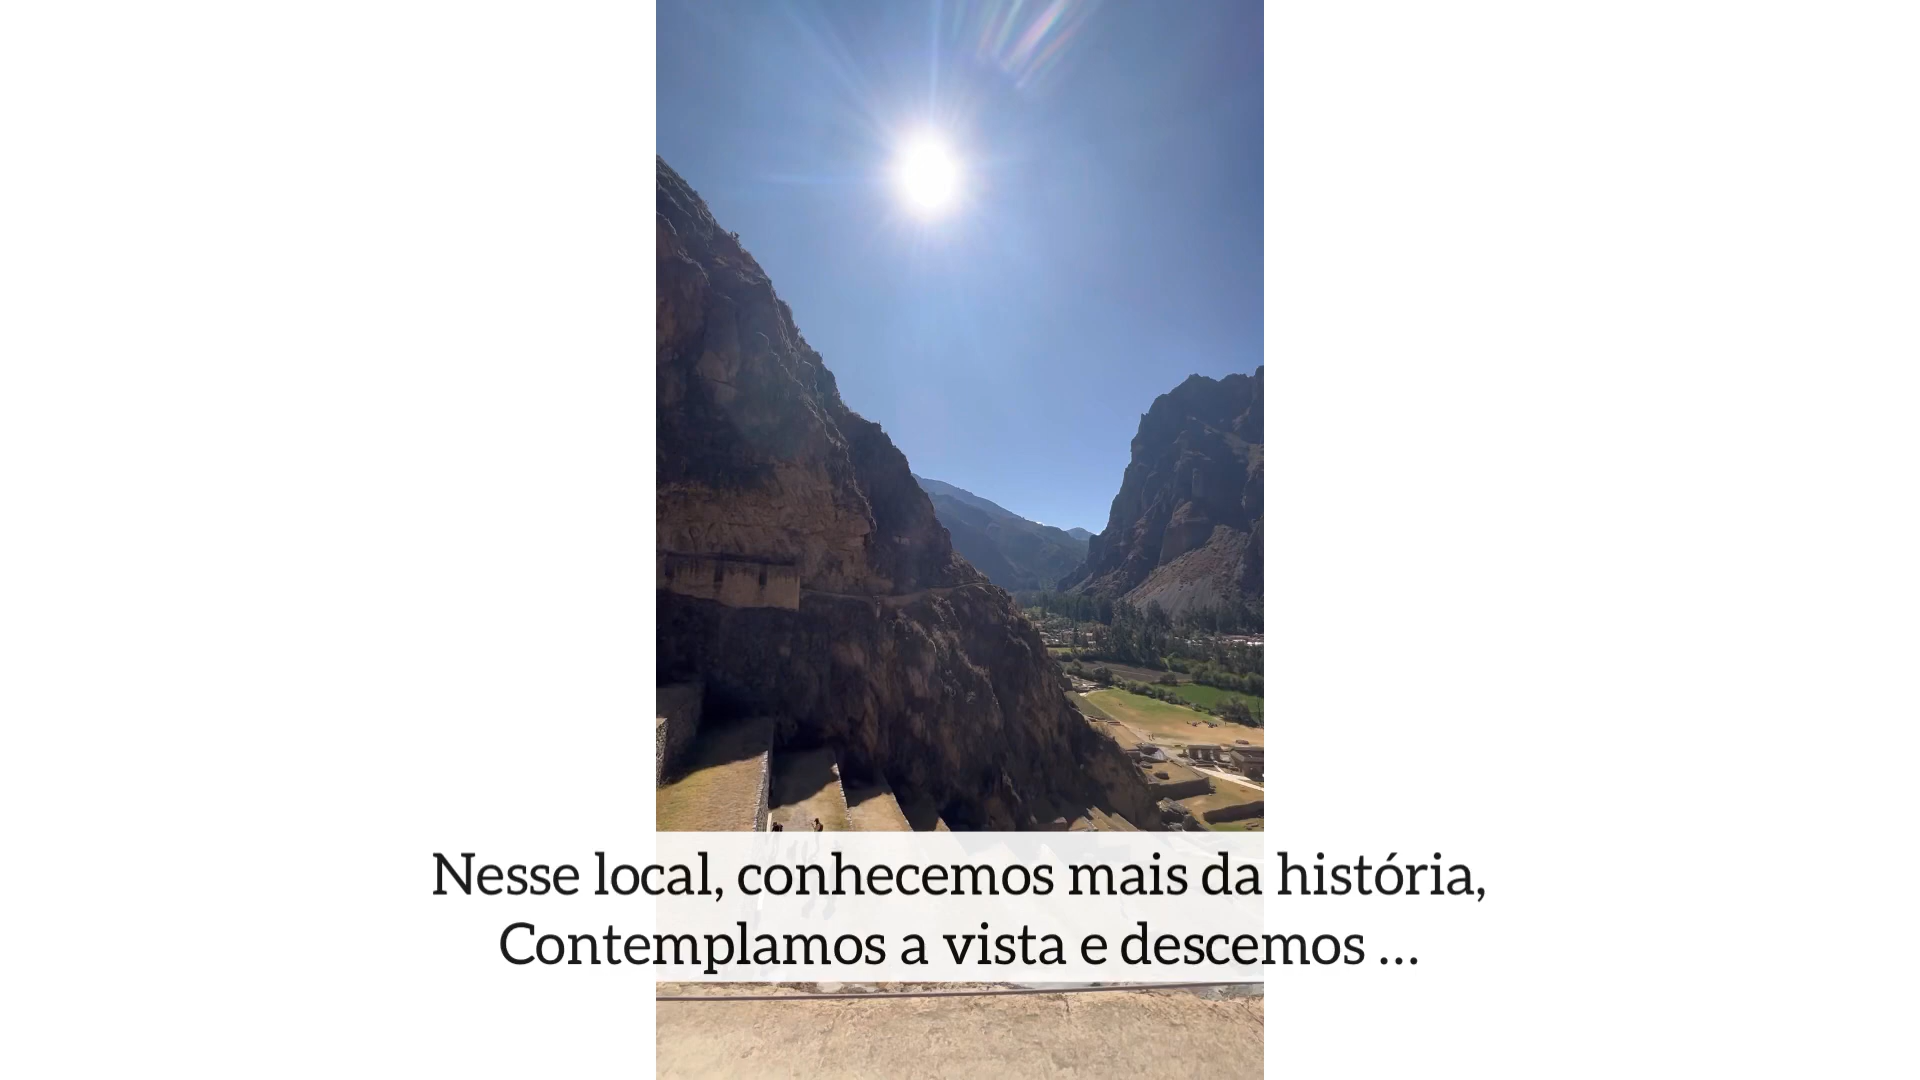 Nesse local, conhecemos mais da história,
Contemplamos a vista e descemos ...